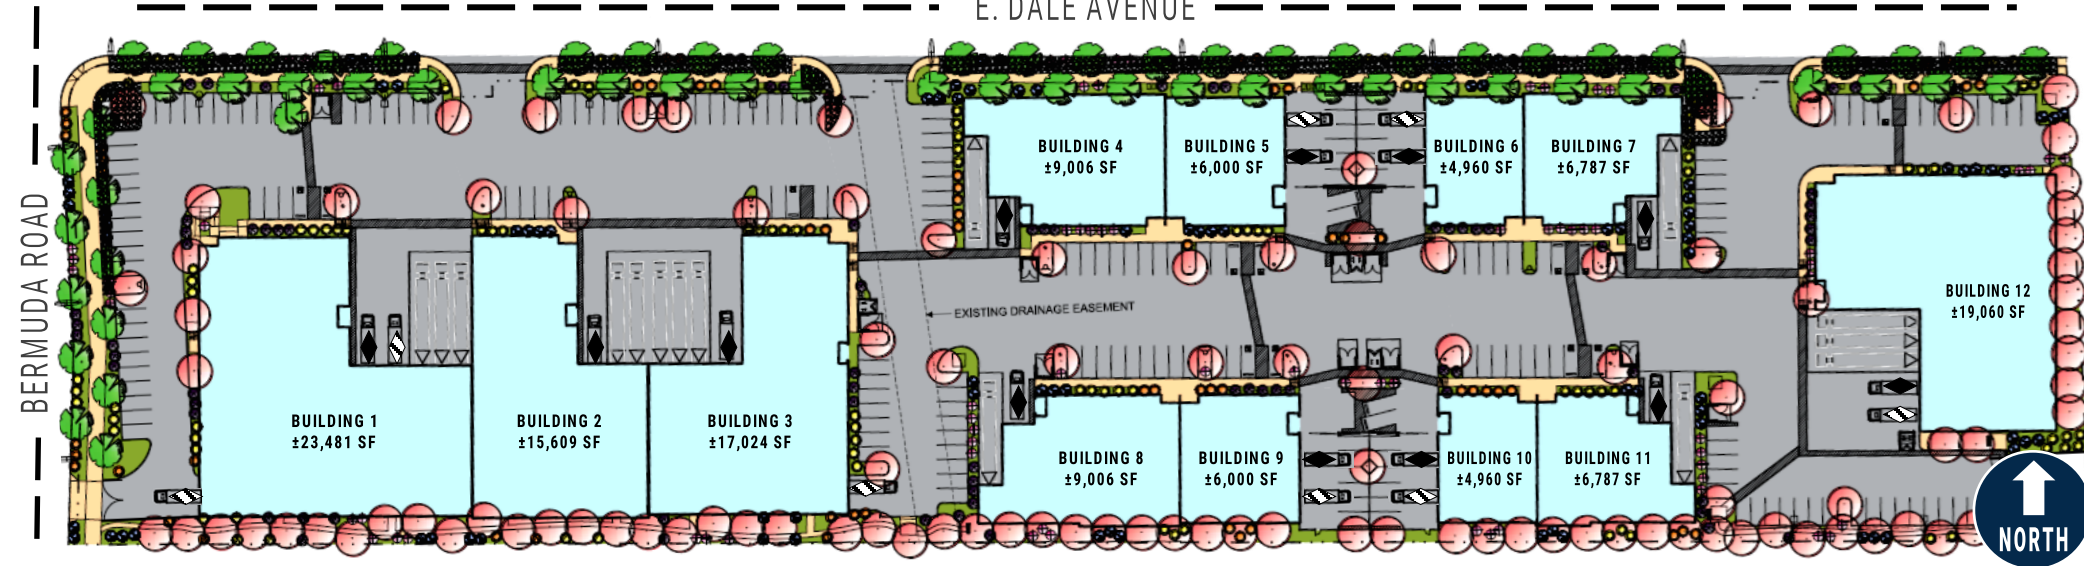 E. DALE AVENUE
BERMUDA ROAD
BUILDING 4
±9,006 SF
BUILDING 5
±6,000 SF
BUILDING 6
±4,960 SF
BUILDING 7
±6,787 SF
BUILDING 12
±19,060 SF
EXISTING DRAINAGE EASEMENT
BUILDING 1
±23,481 SF
BUILDING 2
±15,609 SF
BUILDING 3
±17,024 SF
BUILDING 8
±9,006 SF
BUILDING 9
±6,000 SF
BUILDING 10
±4,960 SF
BUILDING 11
±6,787 SF
NORTH